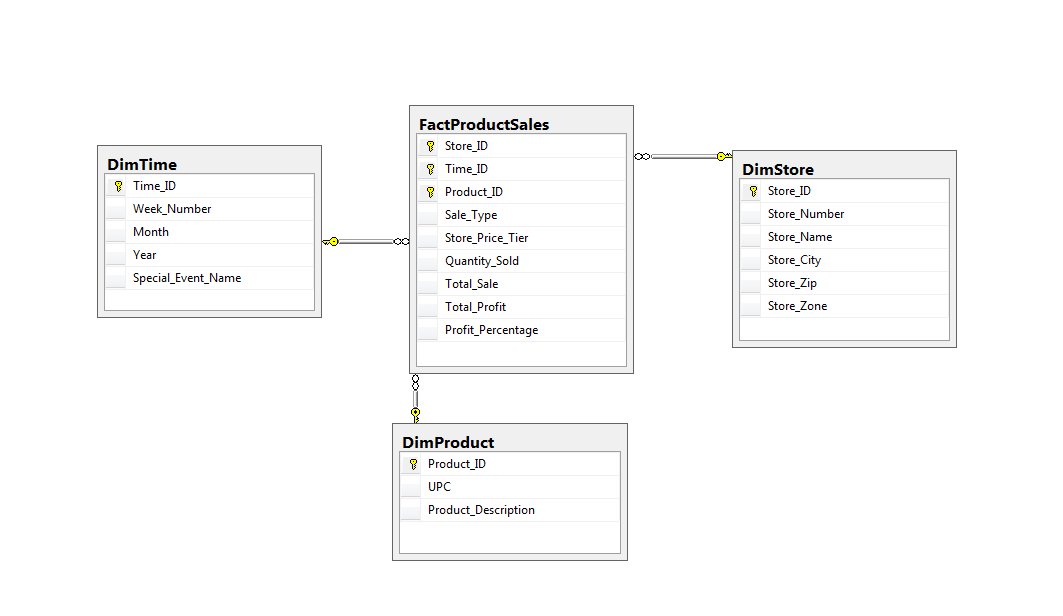 DimTime
Time_ID
Week_Number
Month
Year
Special_Event_Name
FactProductSales
Store_ID
Time_ID
Product_ID
Sale_Type
Store_Price_Tier
Quantity_Sold
Total_Sale
Total_Profit
Profit_Percentage
DimStore
Store_ID
Store_Number
Store_Name
Store_City
Store_Zip
Store_Zone
DimProduct
Product_ID
UPC
Product_Description